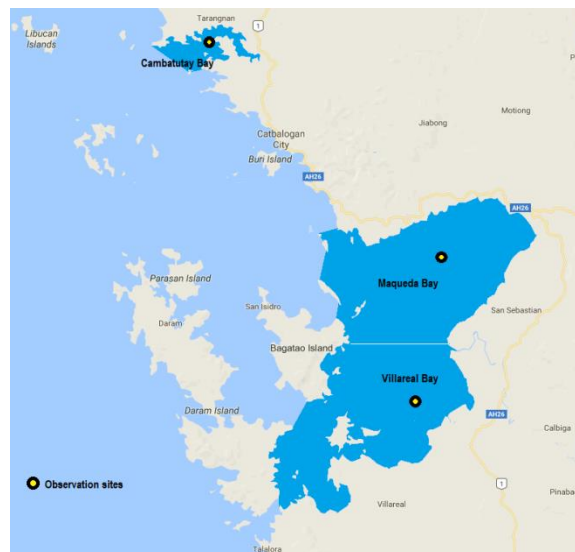 Tarangnan
Libucan
Islands
1
Cambatutay Bay
Motiong
Jiabong
Catbalogan
City
Buri Island
AH26
AH26
Parasan Island
Maqueda Bay
San Isidro
San Sebastian
Daram
Bagatao Island
Villareal Bay
Daram Island
AH26
Calbiga
Observation sites
1
Pinaba
Villareal
Talalora